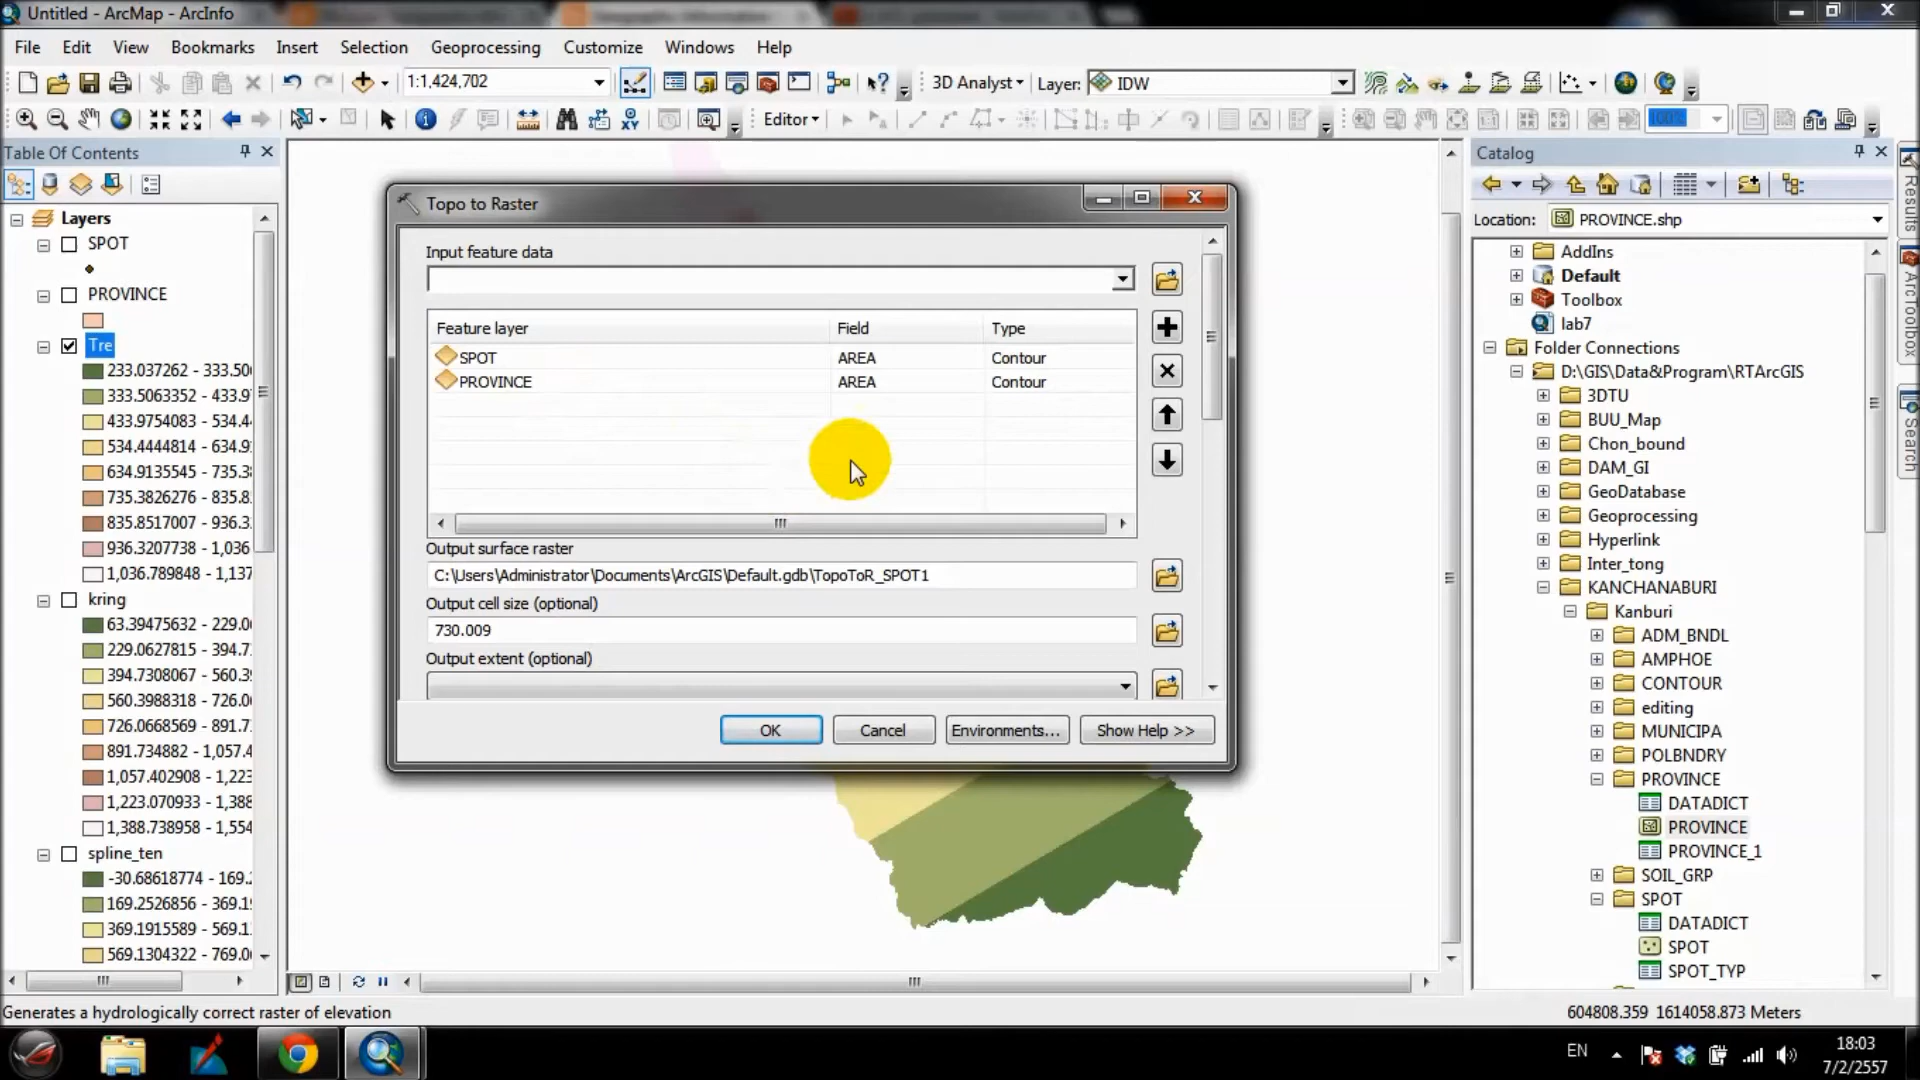 Untitled - ArcMap - ArcInfo
File Edit View Bookmarks Insert Selection Geoprocessing Customize Windows Help
1:1,424,702 3D Analyst Layer: IDW
Editor 100%
Table Of Contents
Layers
SPOT
PROVINCE
Tre
233.037262 - 333.50
333.5063352 - 433.9
433.9754083 - 534.4
534.4444814 - 634.9
634.9135545 - 735.3
735.3826276 - 835.8
835.8517007 - 936.3
936.3207738 - 1,036
1,036.789848 - 1,137
kring
63.39475632 - 229.0
229.0627815 - 394.7
394.7308067 - 560.3
560.3988318 - 726.0
726.0668569 - 891.7
891.734882 - 1,057.4
1,057.402908 - 1,223
1,223.070933 - 1,388
1,388.738958 - 1,554
spline_ten
-30.68618774 - 169.2
169.2526856 - 369.1
369.1915589 - 569.1
569.1304322 - 769.0
Topo to Raster
Input feature data
Feature layer Field Type
SPOT AREA Contour
PROVINCE AREA Contour
Output surface raster
C:\Users\Administrator\Documents\ArcGIS\Default.gdb\TopoToR_SPOT1
Output cell size (optional)
730.009
Output extent (optional)
OK Cancel Environments... Show Help >>
Catalog
Location: PROVINCE.shp
AddIns
Default
Toolbox
lab7
Folder Connections
D:\GIS\Data&Program\RTArcGIS
3DTU
BUU_Map
Chon_bound
DAM_GI
GeoDatabase
Geoprocessing
Hyperlink
Inter_tong
KANCHANABURI
Kanburi
ADM_BNDL
AMPHOE
CONTOUR
editing
MUNICIPA
POLBNDRY
PROVINCE
DATADICT
PROVINCE
PROVINCE_1
SOIL_GRP
SPOT
DATADICT
SPOT
SPOT_TYP
Results
ArcToolbox
Search
Generates a hydrologically correct raster of elevation
604808.359 1614058.873 Meters
EN
18:03
7/2/2557